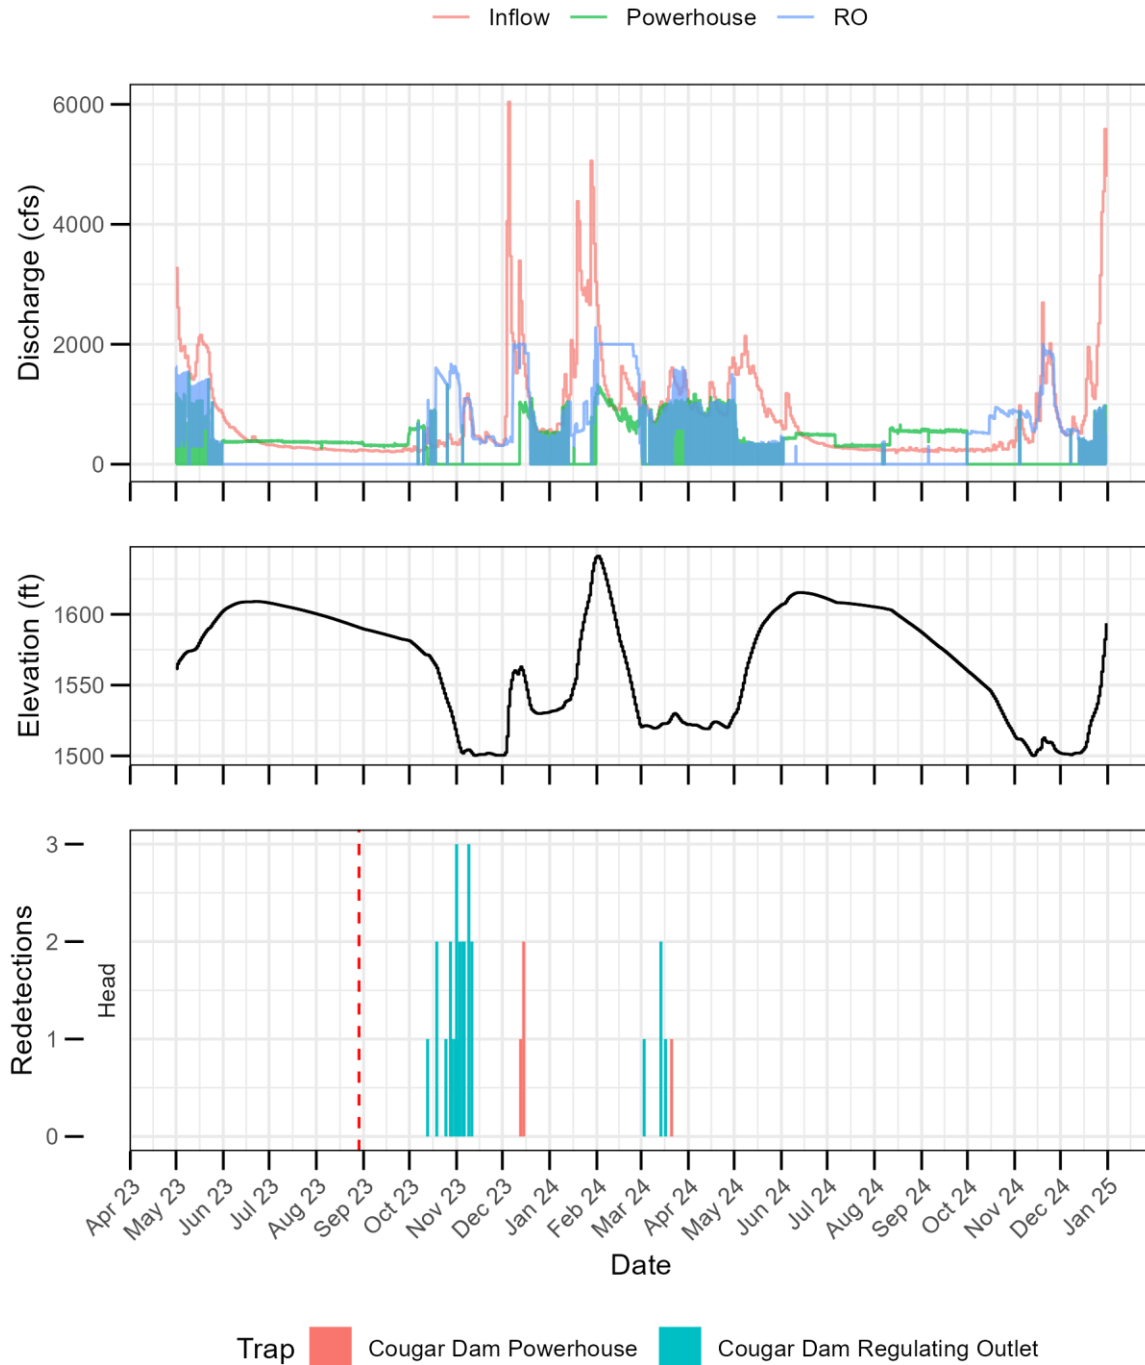 Inflow Powerhouse RO
Discharge (cfs)
6000
4000
2000
0
Elevation (ft)
1600
1550
1500
Redetections
Head
3
2
1
0
Apr 23 May 23 Jun 23 Jul 23 Aug 23 Sep 23 Oct 23 Nov 23 Dec 23 Jan 24 Feb 24 Mar 24 Apr 24 May 24 Jun 24 Jul 24 Aug 24 Sep 24 Oct 24 Nov 24 Dec 24 Jan 25
Date
Trap Cougar Dam Powerhouse Cougar Dam Regulating Outlet